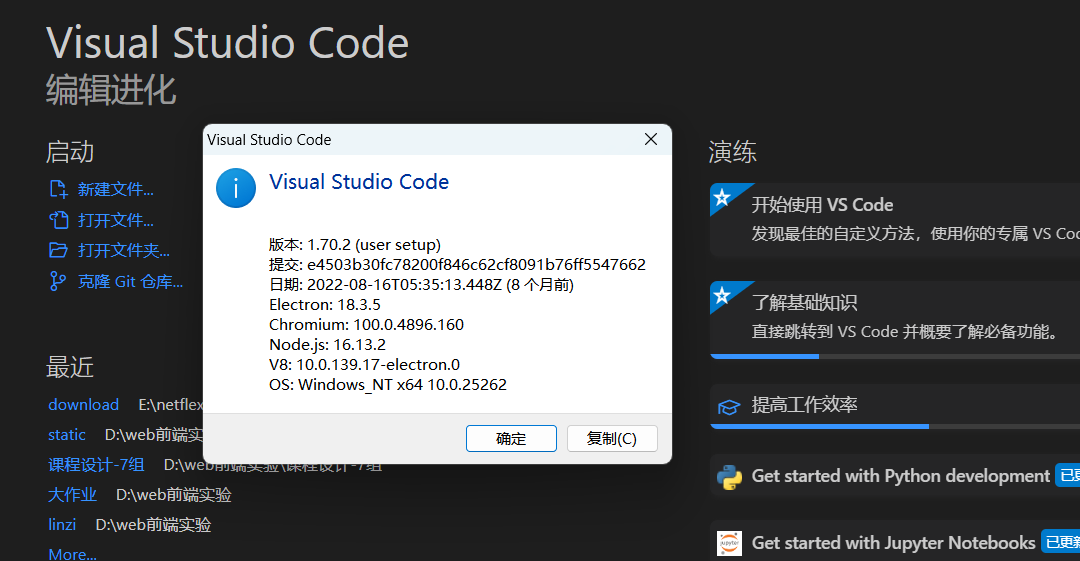 Visual Studio Code
编辑进化
启动
新建文件...
打开文件...
打开文件夹...
克隆 Git 仓库...
最近
download E:\netflex
static D:\web前端实
课程设计-7组 D:\web前端实验\课程设计-7组
大作业 D:\web前端实验
linzi D:\web前端实验
More...
Visual Studio Code
Visual Studio Code
版本: 1.70.2 (user setup)
提交: e4503b30fc78200f846c62cf8091b76ff5547662
日期: 2022-08-16T05:35:13.448Z (8 个月前)
Electron: 18.3.5
Chromium: 100.0.4896.160
Node.js: 16.13.2
V8: 10.0.139.17-electron.0
OS: Windows_NT x64 10.0.25262
确定
复制(C)
演练
开始使用 VS Code
发现最佳的自定义方法，使用你的专属 VS Coc
了解基础知识
直接跳转到 VS Code 并概要了解必备功能。
提高工作效率
Get started with Python development 已更
jupyter
Get started with Jupyter Notebooks 已更新